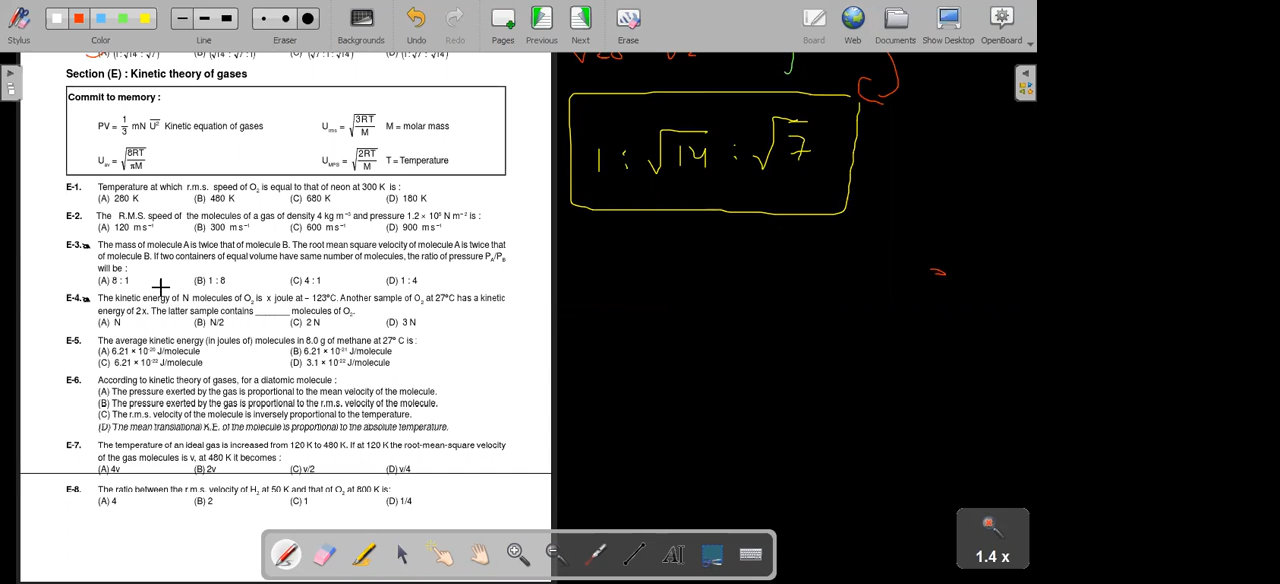 Stylus Color Line Eraser Backgrounds Undo Redo Pages Previous Next Erase Board Web Documents Show Desktop OpenBoard
Section (E) : Kinetic theory of gases
Commit to memory :
PV = 1/3 mN U² Kinetic equation of gases Urms = √3RT/M M = molar mass
Uav = √8RT/πM UMPS = √2RT/M T = Temperature
E-1. Temperature at which r.m.s. speed of O2 is equal to that of neon at 300 K is :
(A) 280 K (B) 480 K (C) 680 K (D) 180 K
E-2. The R.M.S. speed of the molecules of a gas of density 4 kg m⁻³ and pressure 1.2 × 10⁵ N m⁻² is :
(A) 120 m s⁻¹ (B) 300 m s⁻¹ (C) 600 m s⁻¹ (D) 900 m s⁻¹
E-3. The mass of molecule A is twice that of molecule B. The root mean square velocity of molecule A is twice that
of molecule B. If two containers of equal volume have same number of molecules, the ratio of pressure PA/PB
will be :
(A) 8 : 1 (B) 1 : 8 (C) 4 : 1 (D) 1 : 4
E-4. The kinetic energy of N molecules of O2 is x joule at – 123°C. Another sample of O2 at 27°C has a kinetic
energy of 2x. The latter sample contains _______ molecules of O2.
(A) N (B) N/2 (C) 2 N (D) 3 N
E-5. The average kinetic energy (in joules of) molecules in 8.0 g of methane at 27° C is :
(A) 6.21 × 10⁻²⁰ J/molecule (B) 6.21 × 10⁻²¹ J/molecule
(C) 6.21 × 10⁻²² J/molecule (D) 3.1 × 10⁻²² J/molecule
E-6. According to kinetic theory of gases, for a diatomic molecule :
(A) The pressure exerted by the gas is proportional to the mean velocity of the molecule.
(B) The pressure exerted by the gas is proportional to the r.m.s. velocity of the molecule.
(C) The r.m.s. velocity of the molecule is inversely proportional to the temperature.
(D) The mean translational K.E. of the molecule is proportional to the absolute temperature.
E-7. The temperature of an ideal gas is increased from 120 K to 480 K. If at 120 K the root-mean-square velocity
of the gas molecules is v, at 480 K it becomes :
(A) 4v (B) 2v (C) v/2 (D) v/4
E-8. The ratio between the r.m.s. velocity of H2 at 50 K and that of O2 at 800 K is:
(A) 4 (B) 2 (C) 1 (D) 1/4
1 : √14 : √7
1.4 x